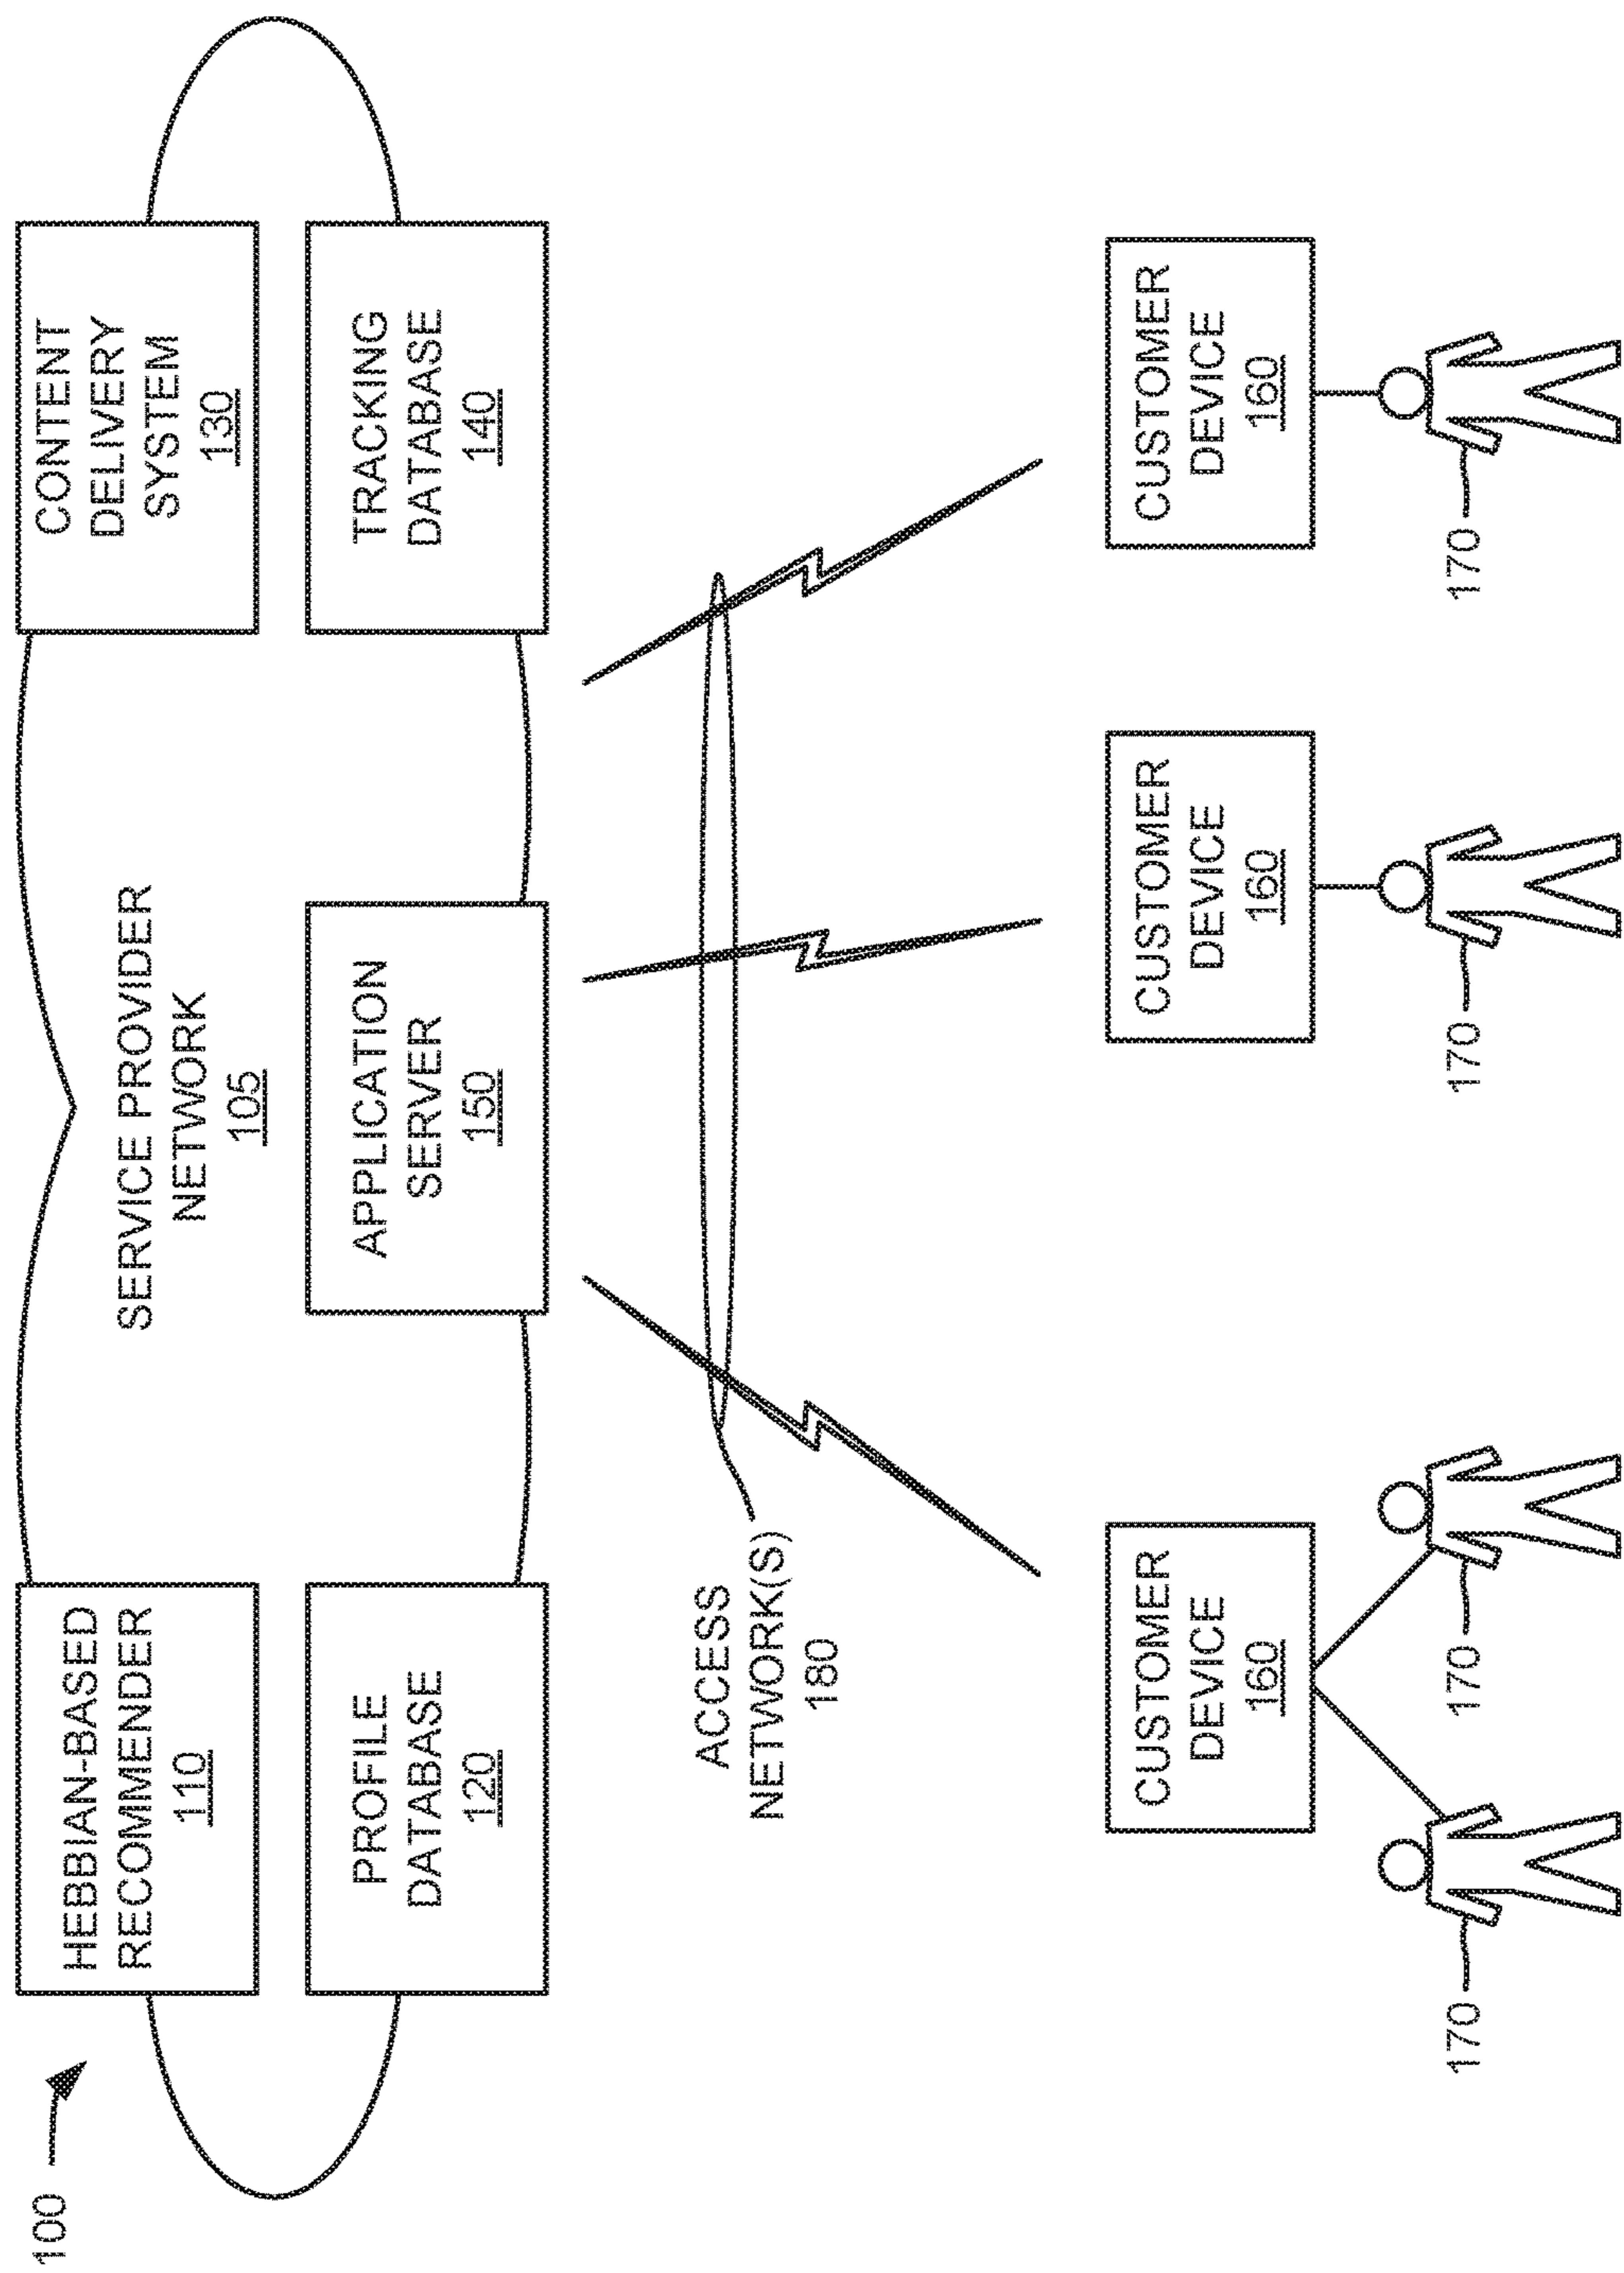 100
HEBBIAN-BASED
RECOMMENDER
110
SERVICE PROVIDER
NETWORK
105
CONTENT
DELIVERY
SYSTEM
130
PROFILE
DATABASE
120
APPLICATION
SERVER
150
TRACKING
DATABASE
140
ACCESS
NETWORK(S)
180
CUSTOMER
DEVICE
160
CUSTOMER
DEVICE
160
CUSTOMER
DEVICE
160
170
170
170
170